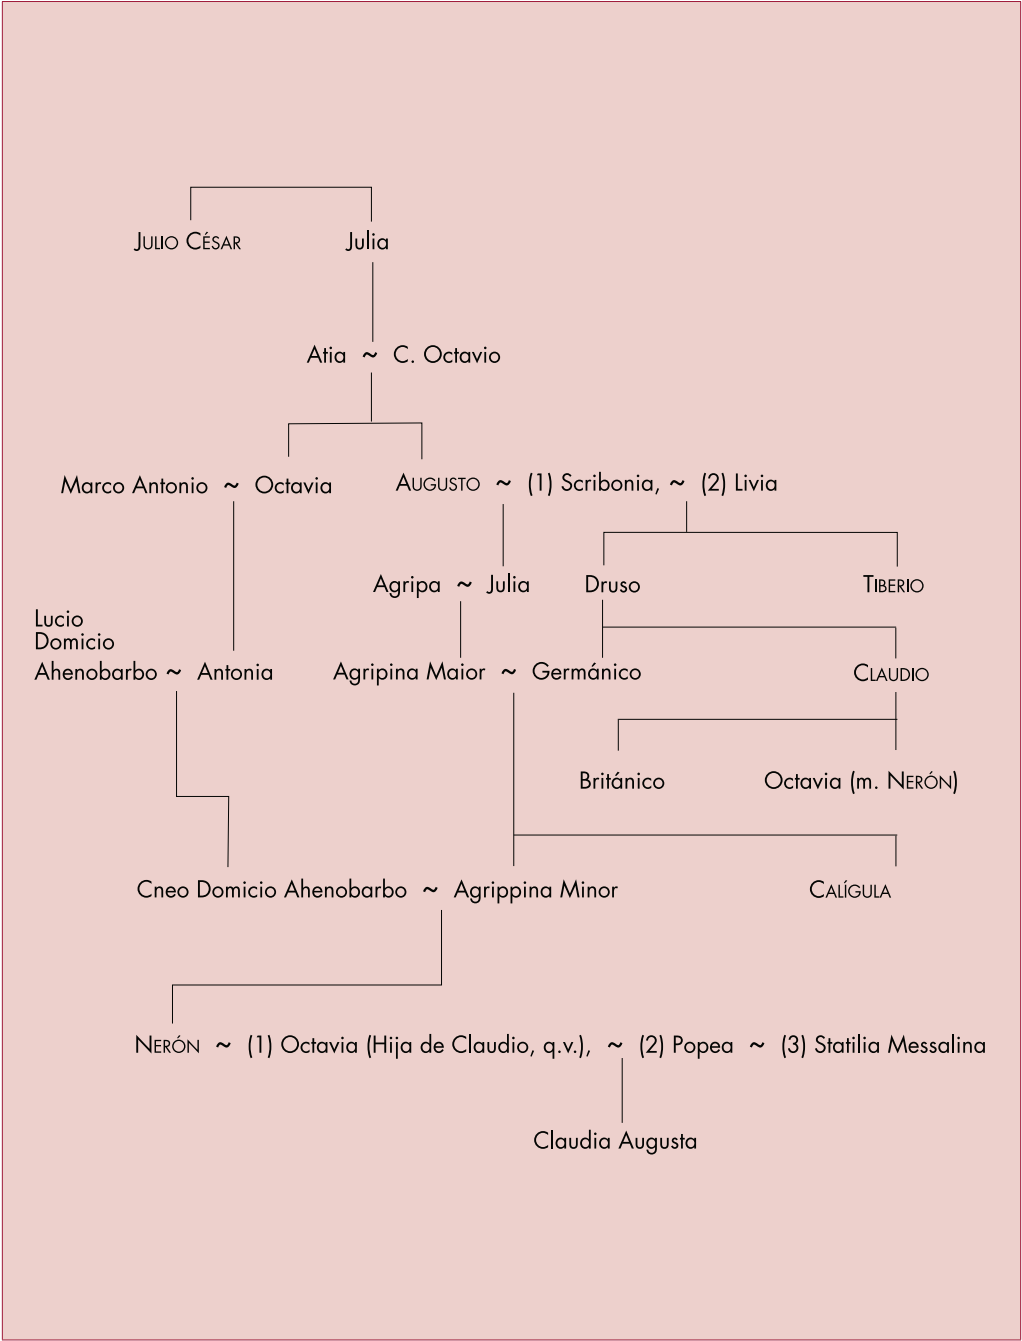 JULIO CÉSAR Julia
Atia ~ C. Octavio
Marco Antonio ~ Octavia AUGUSTO ~ (1) Scribonia, ~ (2) Livia
Agripa ~ Julia Druso TIBERIO
Lucio
Domicio
Ahenobarbo ~ Antonia Agripina Maior ~ Germánico CLAUDIO
Británico Octavia (m. NERÓN)
Cneo Domicio Ahenobarbo ~ Agrippina Minor CALÍGULA
NERÓN ~ (1) Octavia (Hija de Claudio, q.v.), ~ (2) Popea ~ (3) Statilia Messalina
Claudia Augusta